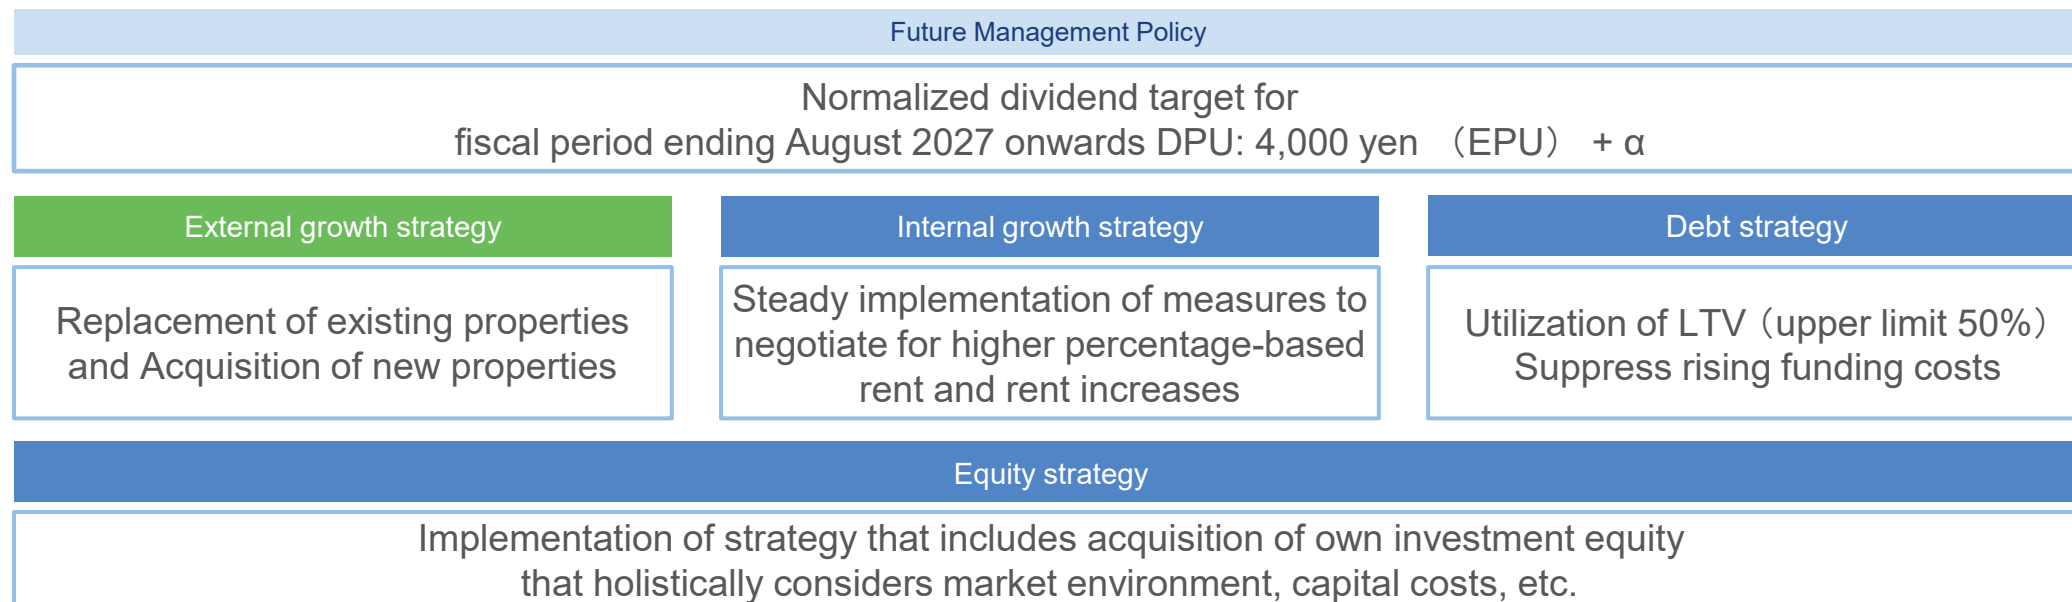 Future Management Policy
Normalized dividend target for
fiscal period ending August 2027 onwards DPU: 4,000 yen （EPU） + α
External growth strategy
Replacement of existing properties
and Acquisition of new properties
Internal growth strategy
Steady implementation of measures to
negotiate for higher percentage-based
rent and rent increases
Debt strategy
Utilization of LTV（upper limit 50%）
Suppress rising funding costs
Equity strategy
Implementation of strategy that includes acquisition of own investment equity
that holistically considers market environment, capital costs, etc.